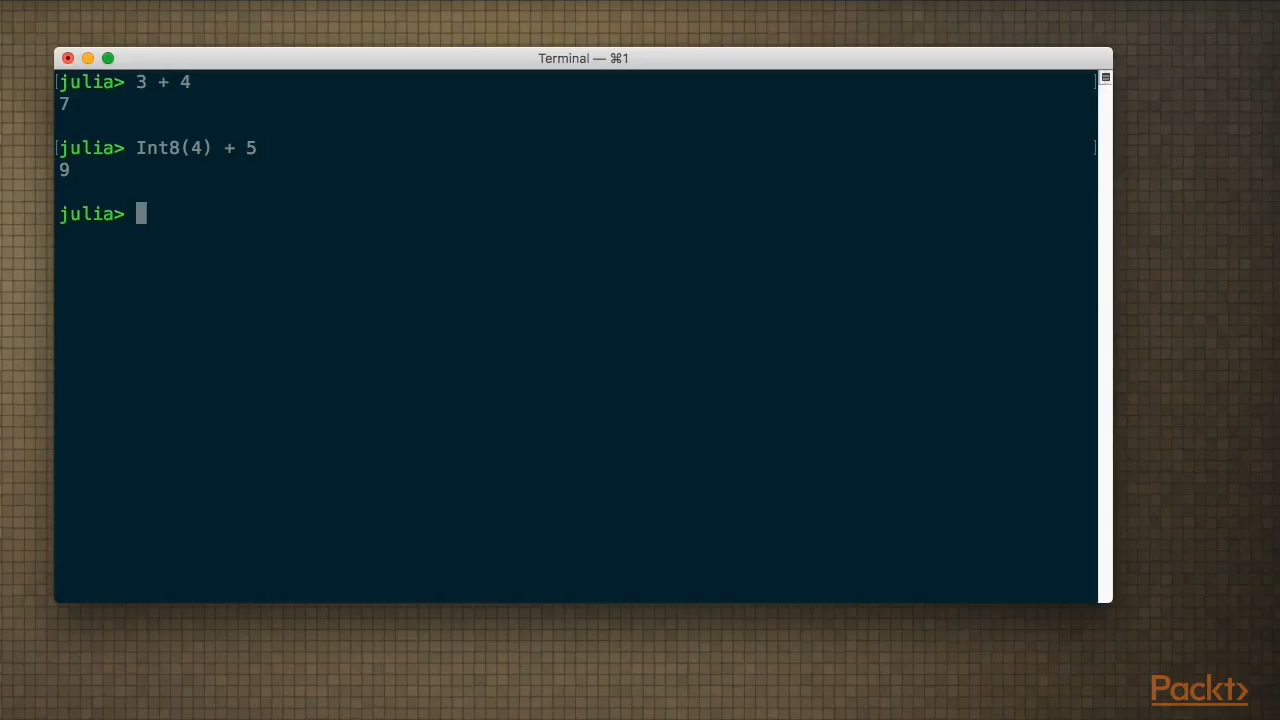 Terminal — ⌘1
[julia> 3 + 4 ]
7
[julia> Int8(4) + 5 ]
9
julia>
Packt>